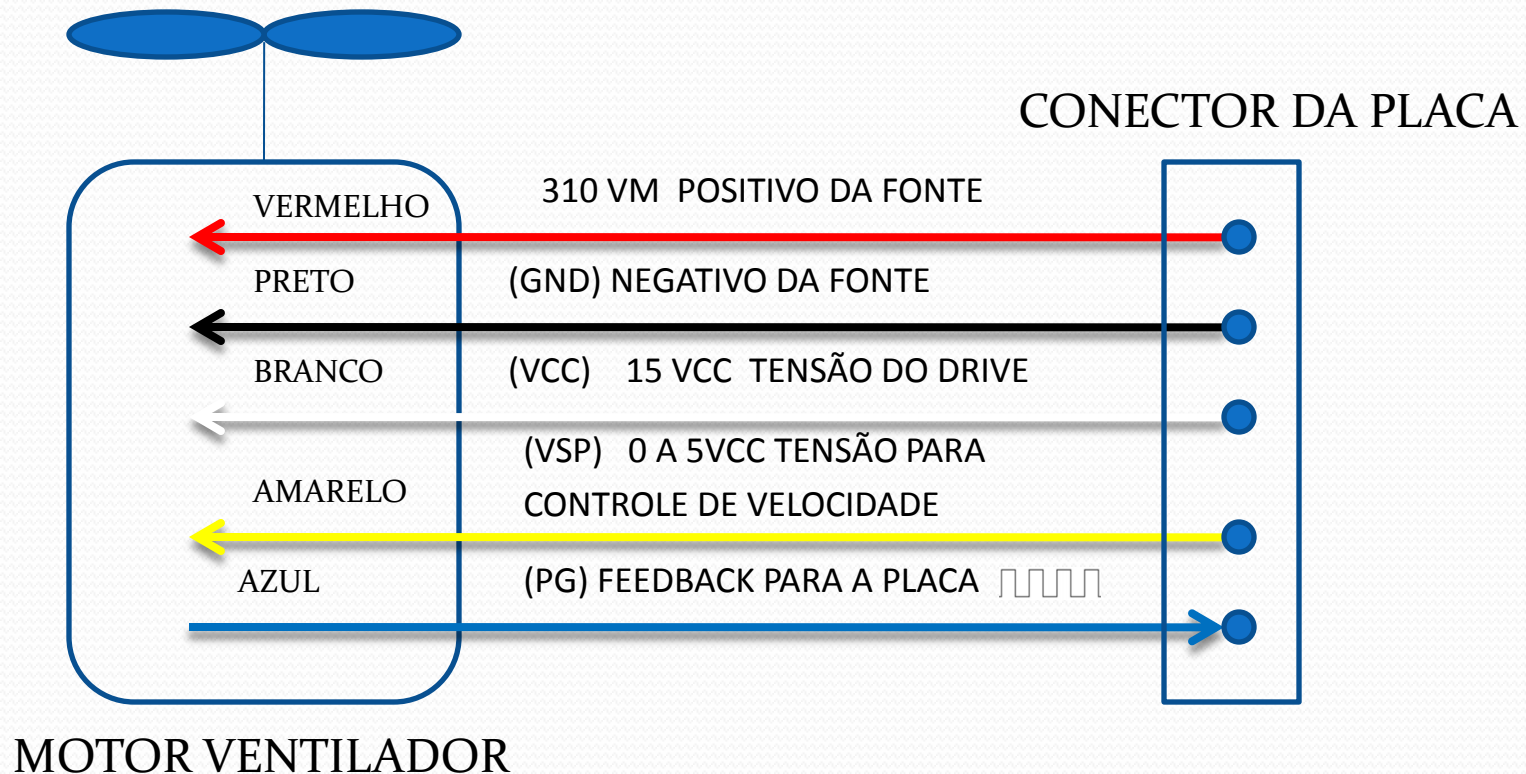 CONECTOR DA PLACA
VERMELHO
310 VM POSITIVO DA FONTE
PRETO
(GND) NEGATIVO DA FONTE
BRANCO
(VCC) 15 VCC TENSÃO DO DRIVE
(VSP) 0 A 5VCC TENSÃO PARA
CONTROLE DE VELOCIDADE
AMARELO
AZUL
(PG) FEEDBACK PARA A PLACA
MOTOR VENTILADOR